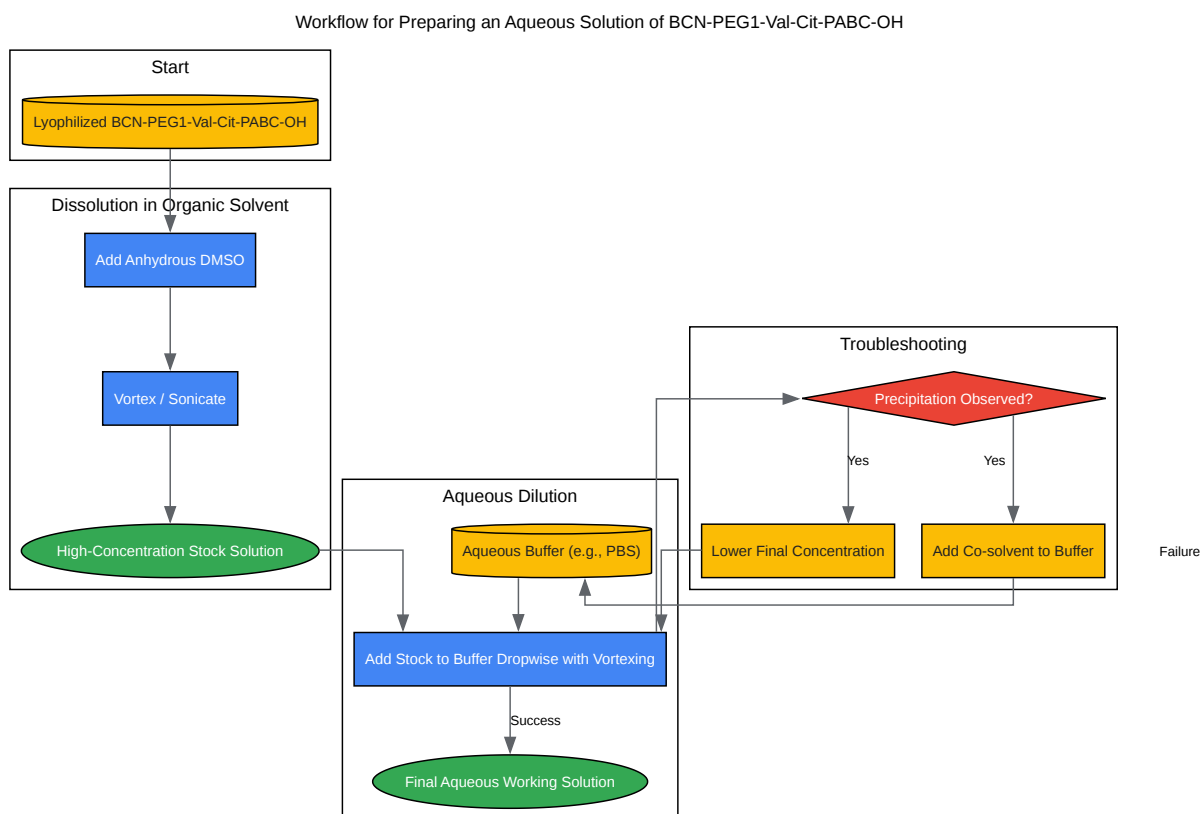 Workflow for Preparing an Aqueous Solution of BCN-PEG1-Val-Cit-PABC-OH
Start
Lyophilized BCN-PEG1-Val-Cit-PABC-OH
Dissolution in Organic Solvent
Add Anhydrous DMSO
Vortex / Sonicate
High-Concentration Stock Solution
Aqueous Dilution
Aqueous Buffer (e.g., PBS)
Add Stock to Buffer Dropwise with Vortexing
Success
Final Aqueous Working Solution
Troubleshooting
Precipitation Observed?
Yes
Yes
Lower Final Concentration
Add Co-solvent to Buffer
Failure